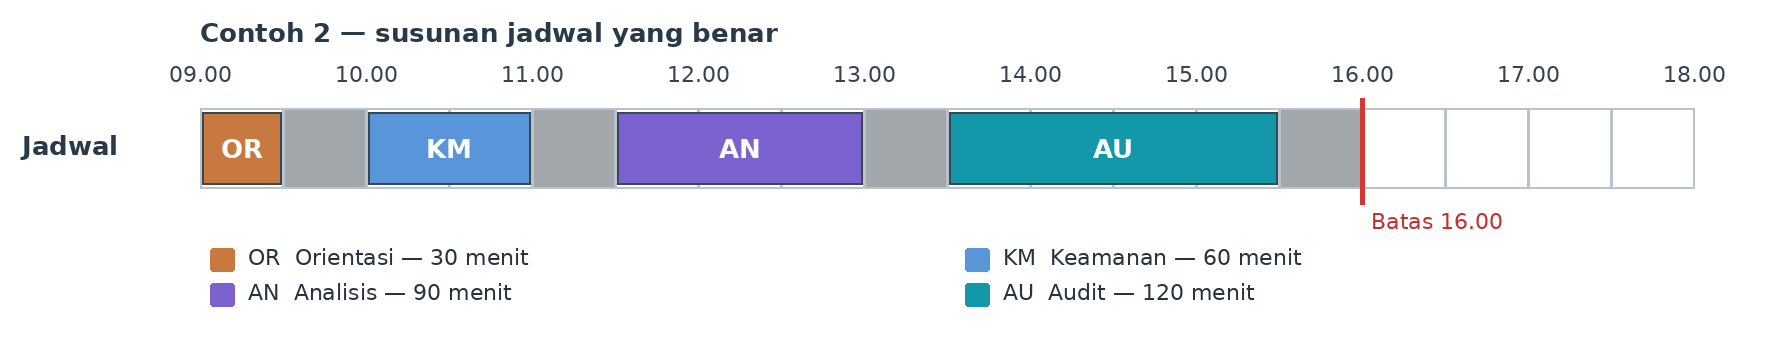 Contoh 2 — susunan jadwal yang benar
09.00 10.00 11.00 12.00 13.00 14.00 15.00 16.00 17.00 18.00
Jadwal OR KM AN AU
Batas 16.00
OR Orientasi — 30 menit KM Keamanan — 60 menit
AN Analisis — 90 menit AU Audit — 120 menit